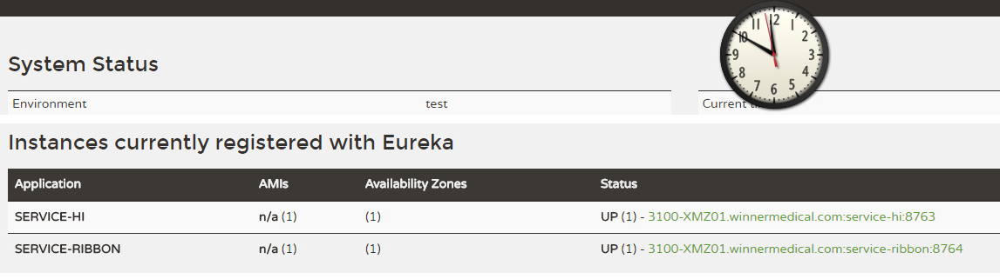 System Status
Environment test Current
Instances currently registered with Eureka
Application AMIs Availability Zones Status
SERVICE-HI n/a (1) (1) UP (1) - 3100-XMZ01.winnermedical.com:service-hi:8763
SERVICE-RIBBON n/a (1) (1) UP (1) - 3100-XMZ01.winnermedical.com:service-ribbon:8764
12
1
2
3
4
5
6
7
8
9
10
11